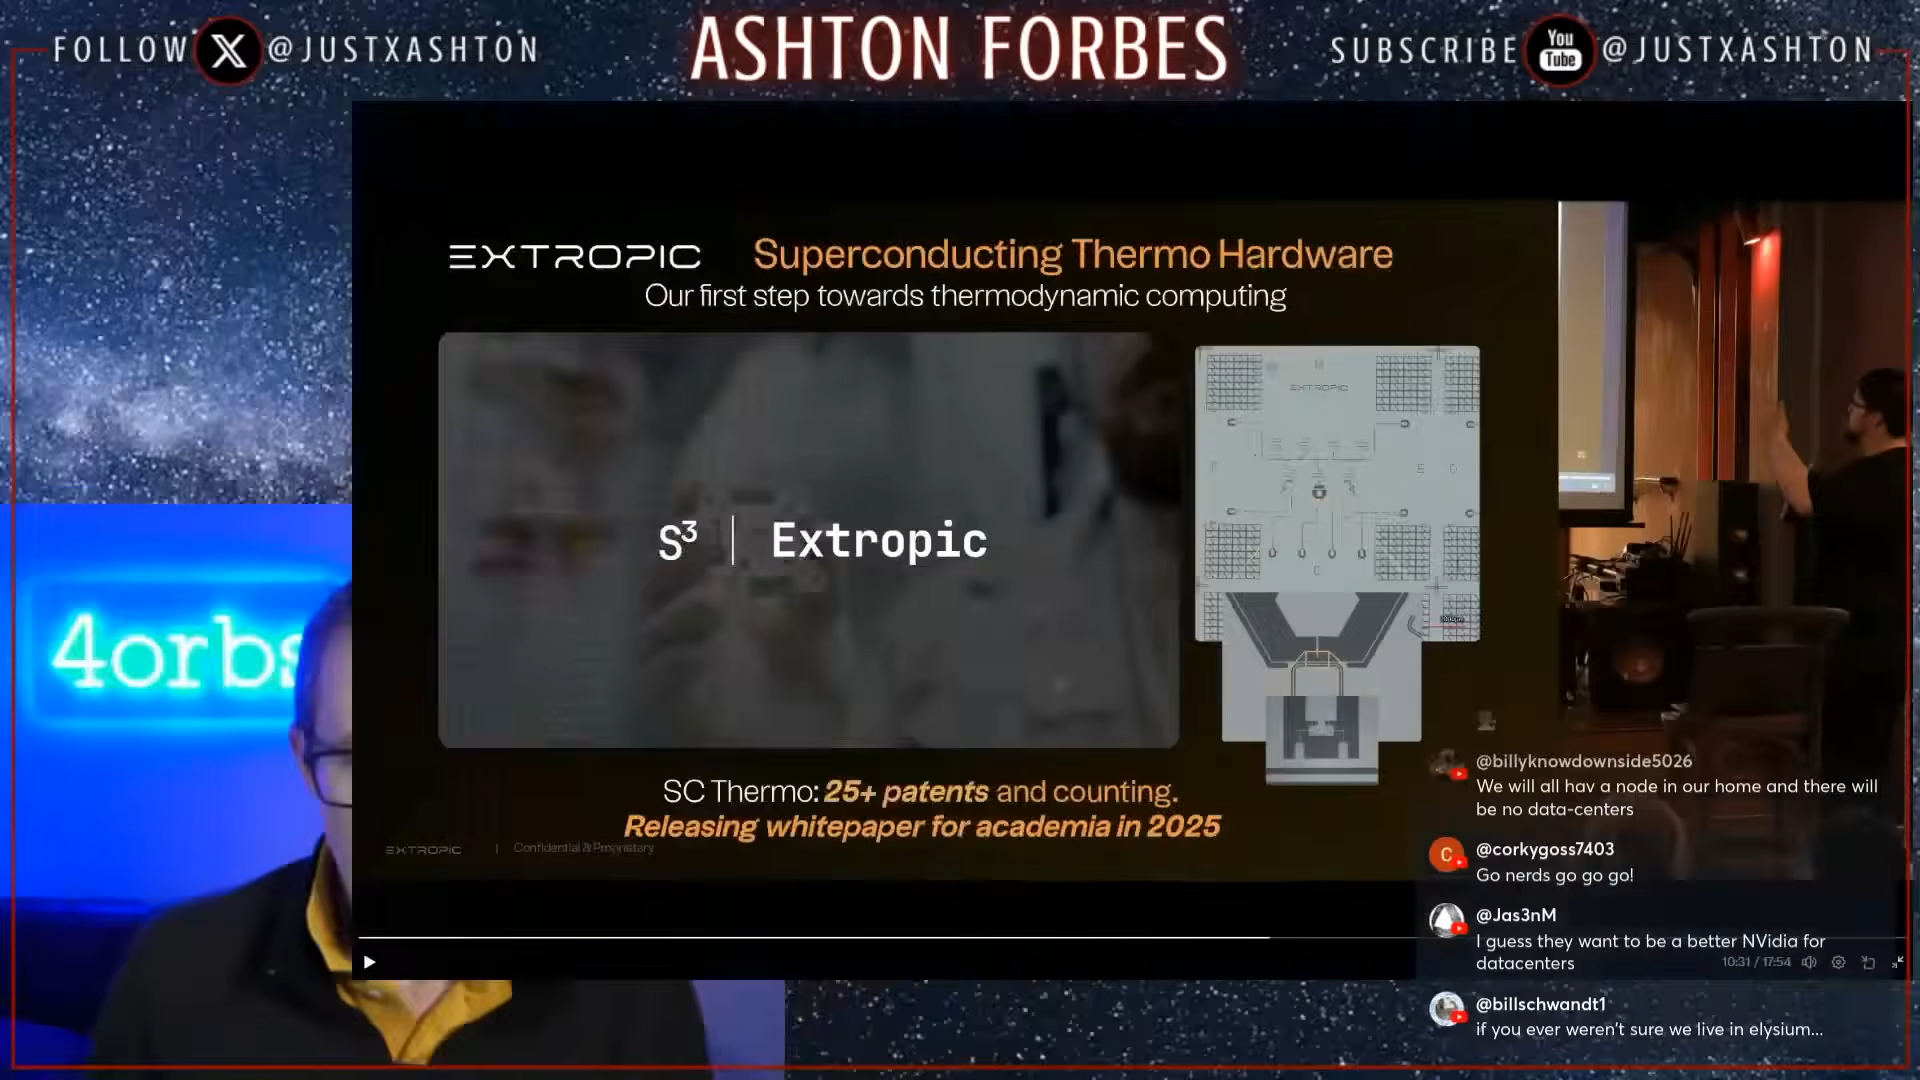 FOLLOW X @JUSTXASHTON
ASHTON FORBES
SUBSCRIBE You Tube @JUSTXASHTON
EXTROPIC Superconducting Thermo Hardware
Our first step towards thermodynamic computing
S³ | Extropic
EXTROPIC
E D
C
4orbs
SC Thermo: 25+ patents and counting.
Releasing whitepaper for academia in 2025
EXTROPIC | Confidential & Proprietary
@billyknowdownside5026
We will all hav a node in our home and there will
be no data-centers
C @corkygoss7403
Go nerds go go go!
@Jas3nM
I guess they want to be a better NVidia for
datacenters
10:31 / 17:54
@billschwandt1
if you ever weren't sure we live in elysium...